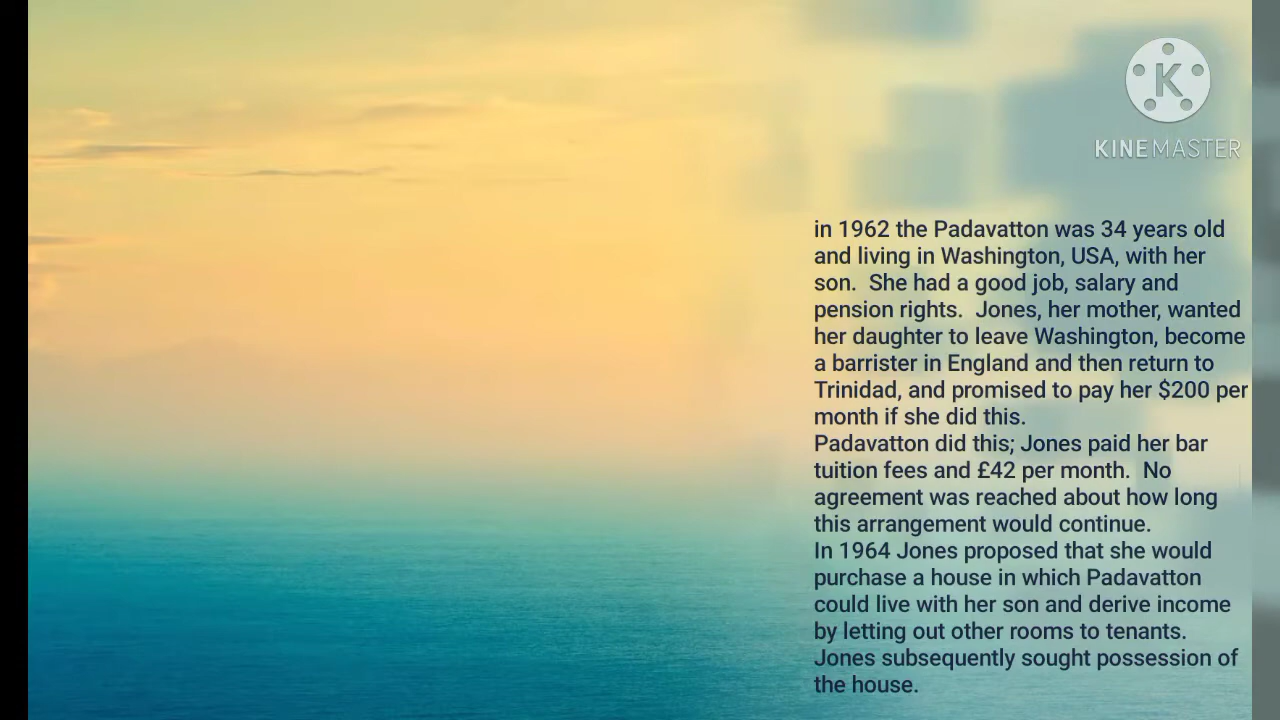 K
KINEMASTER
in 1962 the Padavatton was 34 years old
and living in Washington, USA, with her
son.  She had a good job, salary and
pension rights.  Jones, her mother, wanted
her daughter to leave Washington, become
a barrister in England and then return to
Trinidad, and promised to pay her $200 per
month if she did this.
Padavatton did this; Jones paid her bar
tuition fees and £42 per month.  No
agreement was reached about how long
this arrangement would continue.
In 1964 Jones proposed that she would
purchase a house in which Padavatton
could live with her son and derive income
by letting out other rooms to tenants.
Jones subsequently sought possession of
the house.